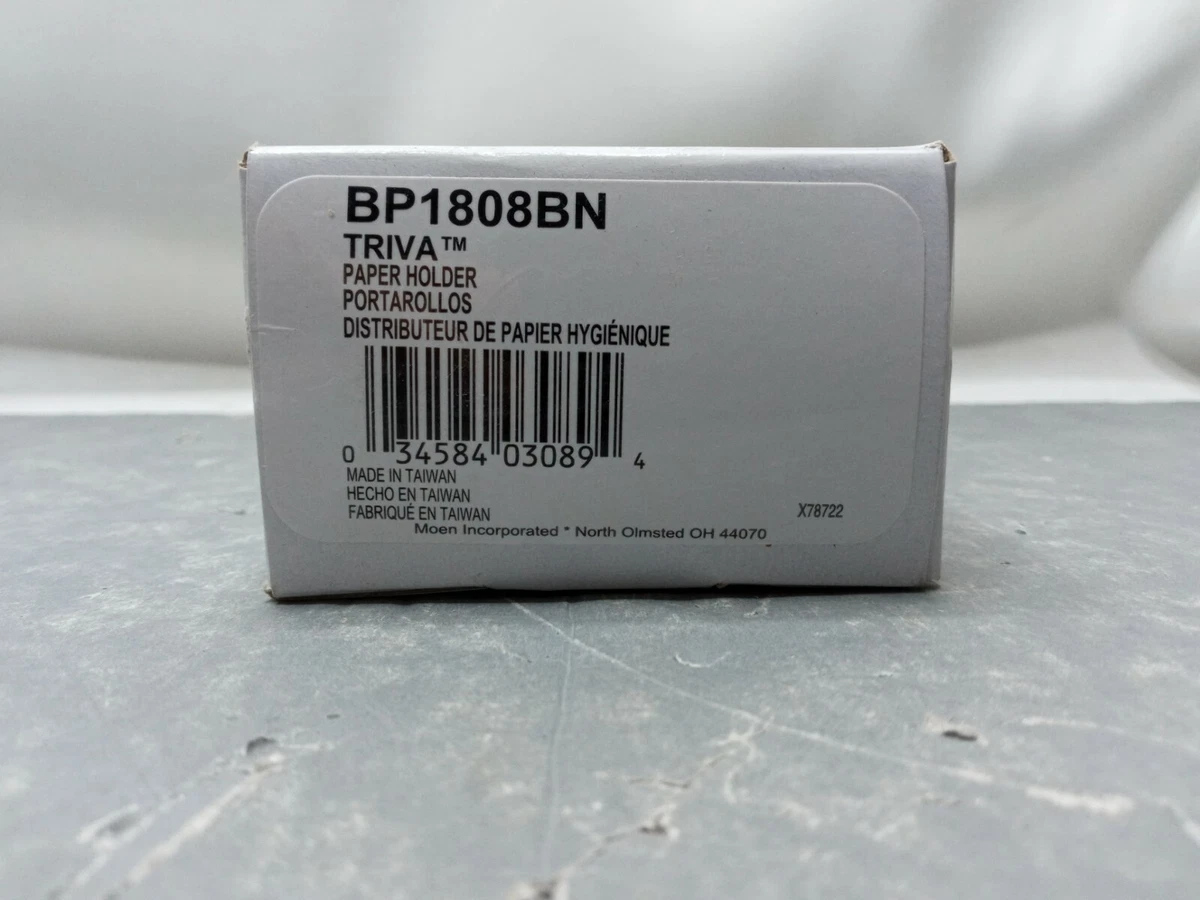 BP1808BN
TRIVA™
PAPER HOLDER
PORTAROLLOS
DISTRIBUTEUR DE PAPIER HYGIÉNIQUE
0 34584 03089 4
MADE IN TAIWAN
HECHO EN TAIWAN
FABRIQUÉ EN TAIWAN X78722
Moen Incorporated * North Olmsted OH 44070